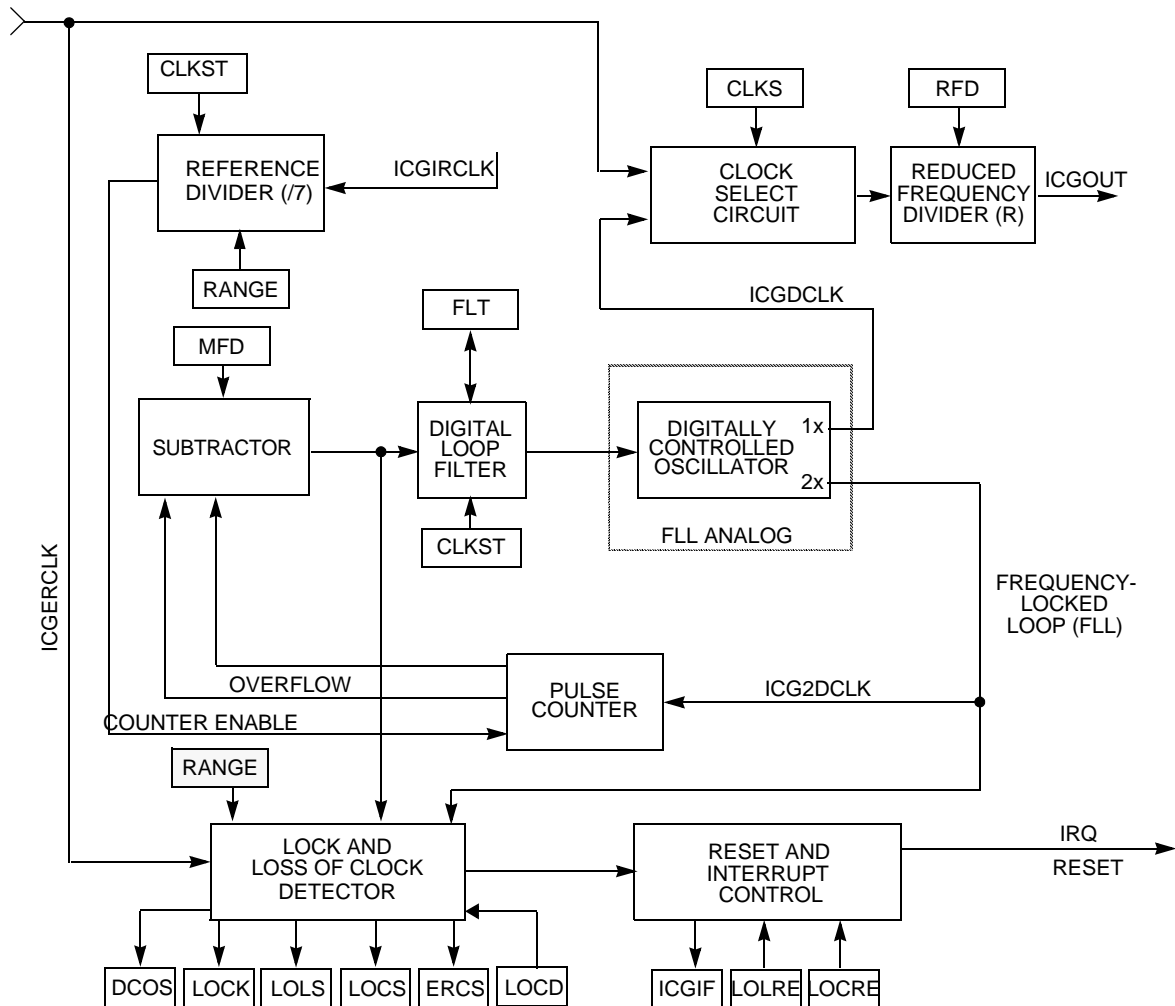 CLKST
CLKS
RFD
REFERENCE
DIVIDER (/7)
ICGIRCLK
CLOCK
SELECT
CIRCUIT
REDUCED
FREQUENCY
DIVIDER (R)
ICGOUT
RANGE
ICGDCLK
FLT
MFD
SUBTRACTOR
DIGITAL
LOOP
FILTER
DIGITALLY
CONTROLLED
OSCILLATOR
1x
2x
FLL ANALOG
CLKST
ICGERCLK
FREQUENCY-
LOCKED
LOOP (FLL)
OVERFLOW
PULSE
COUNTER
ICG2DCLK
COUNTER ENABLE
RANGE
LOCK AND
LOSS OF CLOCK
DETECTOR
RESET AND
INTERRUPT
CONTROL
IRQ
RESET
DCOS
LOCK
LOLS
LOCS
ERCS
LOCD
ICGIF
LOLRE
LOCRE